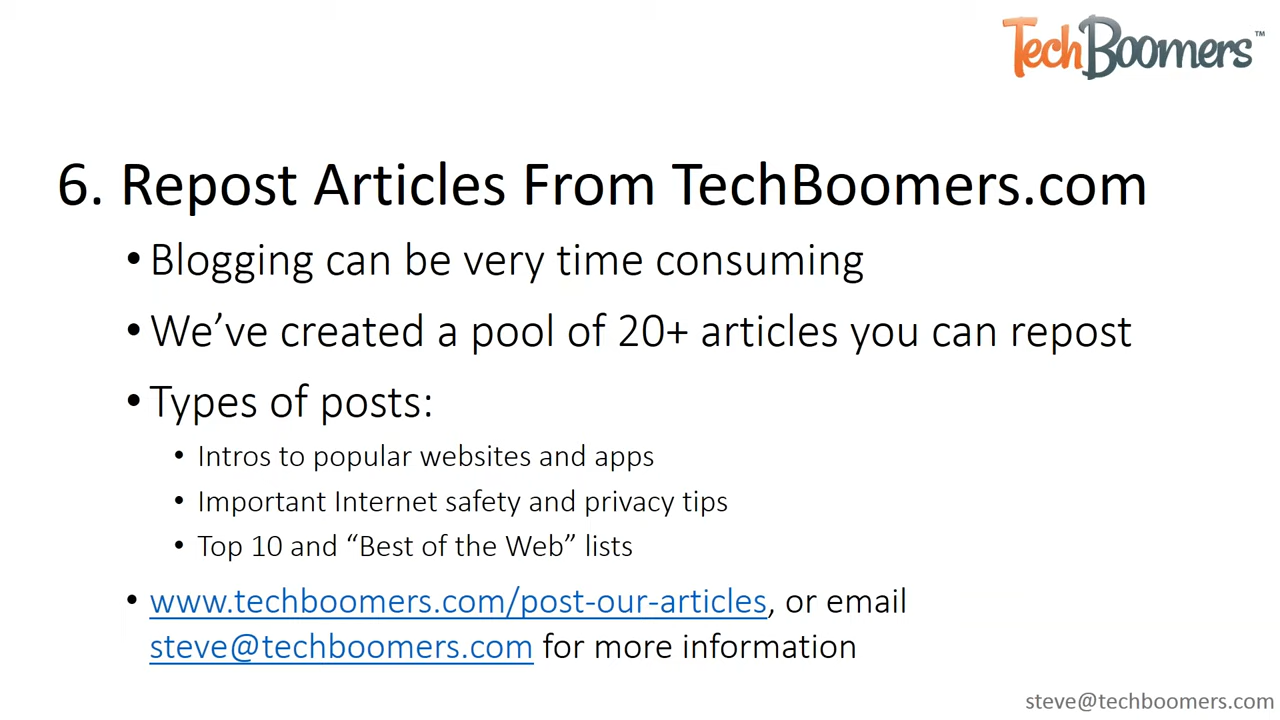 TechBoomers™
6. Repost Articles From TechBoomers.com
• Blogging can be very time consuming
• We’ve created a pool of 20+ articles you can repost
• Types of posts:
• Intros to popular websites and apps
• Important Internet safety and privacy tips
• Top 10 and “Best of the Web” lists
• www.techboomers.com/post-our-articles, or email
steve@techboomers.com for more information
steve@techboomers.com